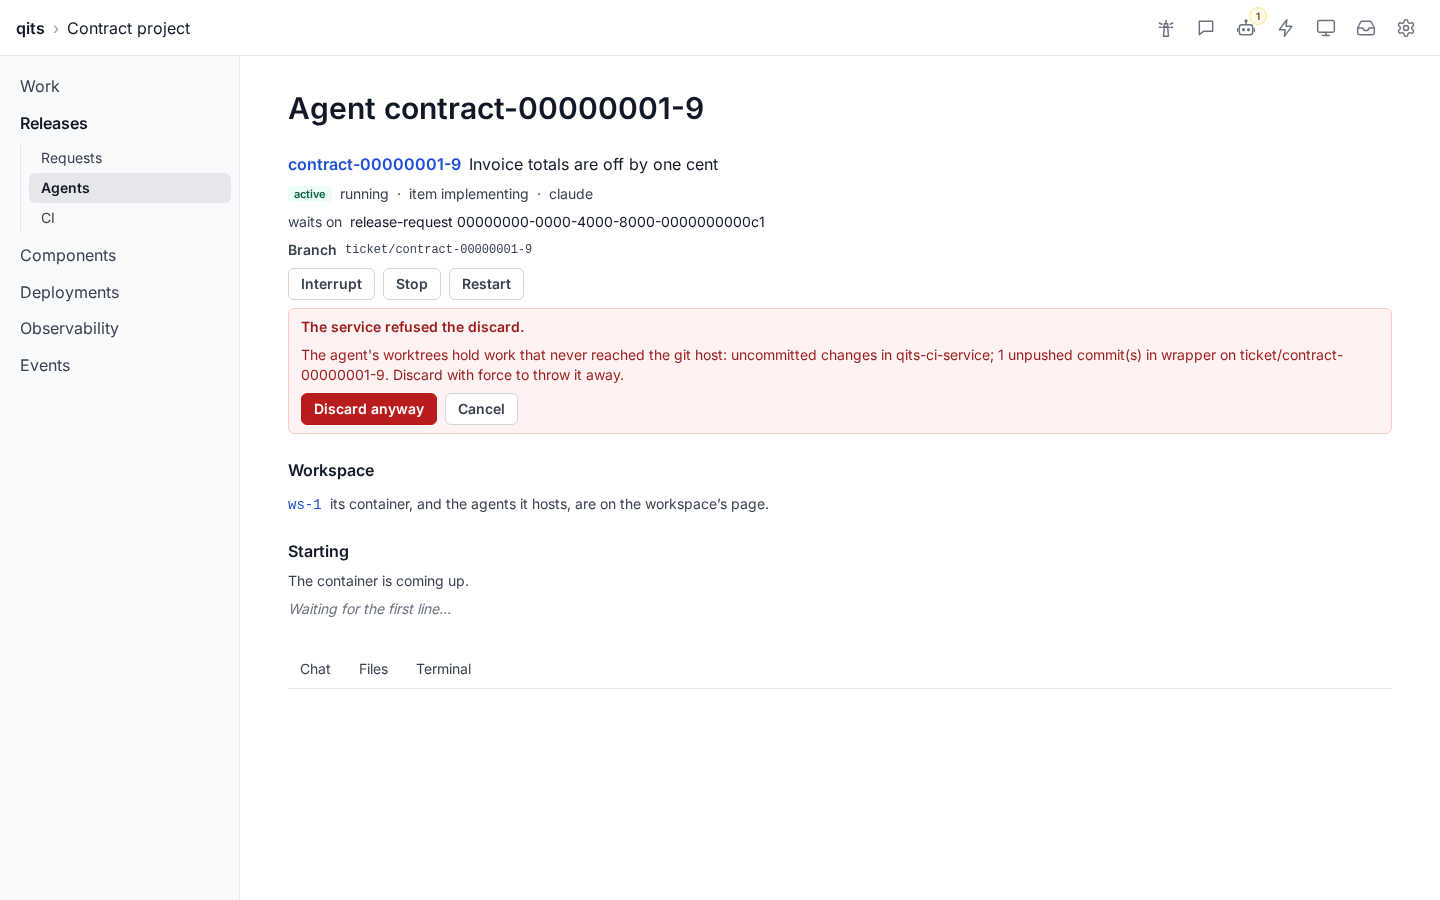 qits › Contract project
1
Work
Releases
Requests
Agents
CI
Components
Deployments
Observability
Events
Agent contract-00000001-9
contract-00000001-9 Invoice totals are off by one cent
active running · item implementing · claude
waits on release-request 00000000-0000-4000-8000-0000000000c1
Branch ticket/contract-00000001-9
Interrupt Stop Restart
The service refused the discard.
The agent's worktrees hold work that never reached the git host: uncommitted changes in qits-ci-service; 1 unpushed commit(s) in wrapper on ticket/contract-
00000001-9. Discard with force to throw it away.
Discard anyway Cancel
Workspace
ws-1 its container, and the agents it hosts, are on the workspace’s page.
Starting
The container is coming up.
Waiting for the first line…
Chat Files Terminal